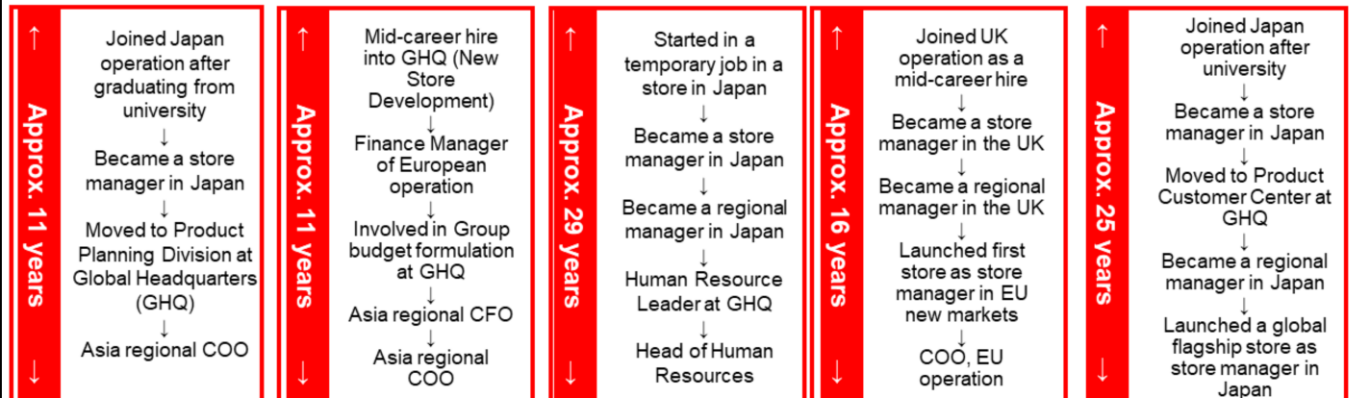 ↑
Approx. 11 years
↓
Joined Japan
operation after
graduating from
university
↓
Became a store
manager in Japan
↓
Moved to Product
Planning Division at
Global Headquarters
(GHQ)
↓
Asia regional COO
↑
Approx. 11 years
↓
Mid-career hire
into GHQ (New
Store
Development)
↓
Finance Manager
of European
operation
↓
Involved in Group
budget formulation
at GHQ
↓
Asia regional CFO
↓
Asia regional
COO
↑
Approx. 29 years
↓
Started in a
temporary job in a
store in Japan
↓
Became a store
manager in Japan
↓
Became a regional
manager in Japan
↓
Human Resource
Leader at GHQ
↓
Head of Human
Resources
↑
Approx. 16 years
↓
Joined UK
operation as a
mid-career hire
↓
Became a store
manager in the UK
↓
Became a regional
manager in the UK
↓
Launched first
store as store
manager in EU
new markets
↓
COO, EU
operation
↑
Approx. 25 years
↓
Joined Japan
operation after
university
↓
Became a store
manager in Japan
↓
Moved to Product
Customer Center at
GHQ
↓
Became a regional
manager in Japan
↓
Launched a global
flagship store as
store manager in
Japan